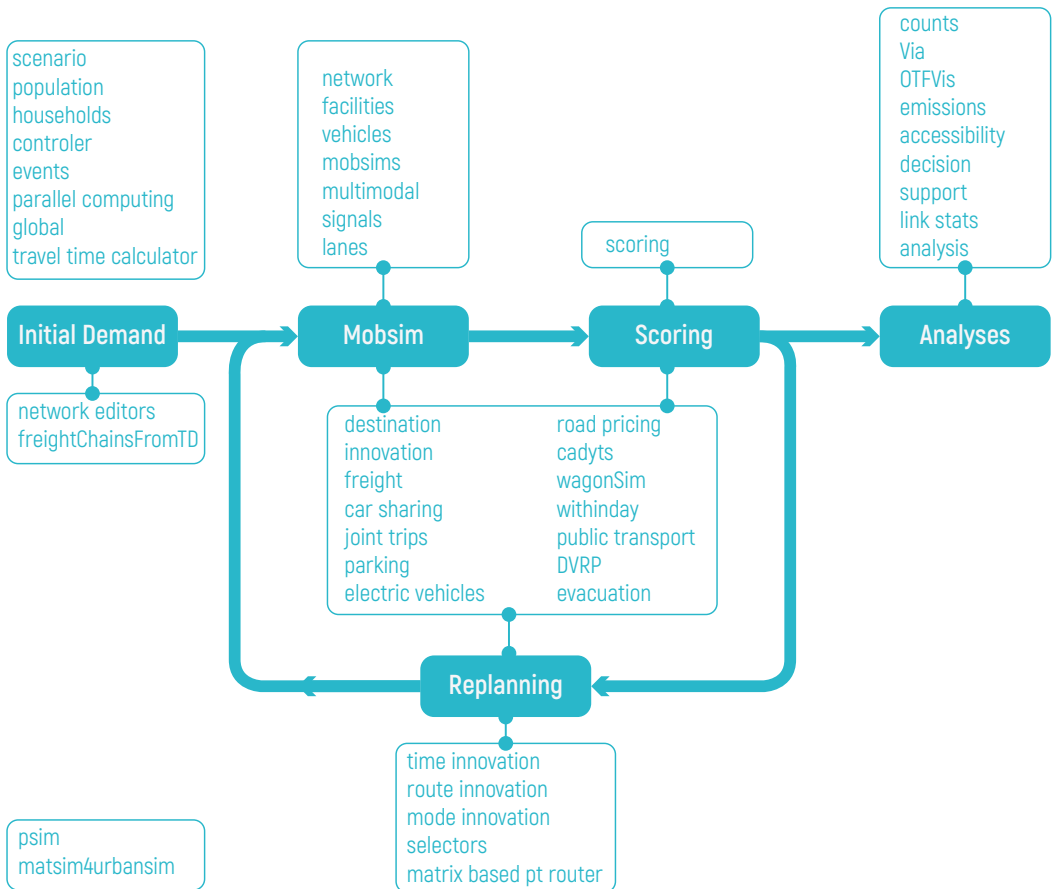 scenario
population
households
controler
events
parallel computing
global
travel time calculator
network
facilities
vehicles
mobsims
multimodal
signals
lanes
scoring
counts
Via
OTFVis
emissions
accessibility
decision
support
link stats
analysis
Initial Demand
Mobsim
Scoring
Analyses
network editors
freightChainsFromTD
destination
innovation
freight
car sharing
joint trips
parking
electric vehicles
road pricing
cadyts
wagonSim
withinday
public transport
DVRP
evacuation
Replanning
time innovation
route innovation
mode innovation
selectors
matrix based pt router
psim
matsim4urbansim